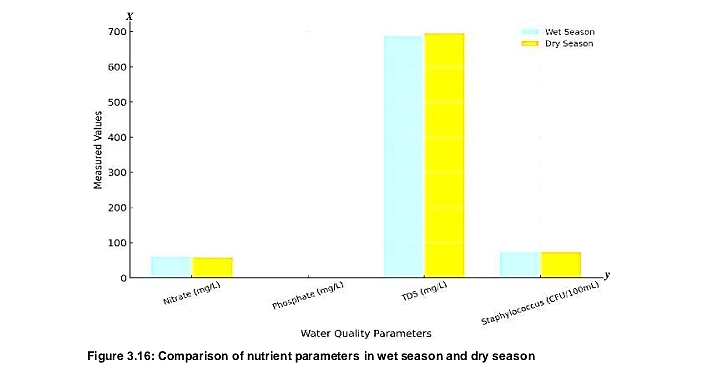 X
700
600
500
400
300
200
100
0
Measured Values
Wet Season
Dry Season
y
Nitrate (mg/L)
Phosphate (mg/L)
TDS (mg/L)
Staphylococcus (CFU/100mL)
Water Quality Parameters
Figure 3.16: Comparison of nutrient parameters in wet season and dry season